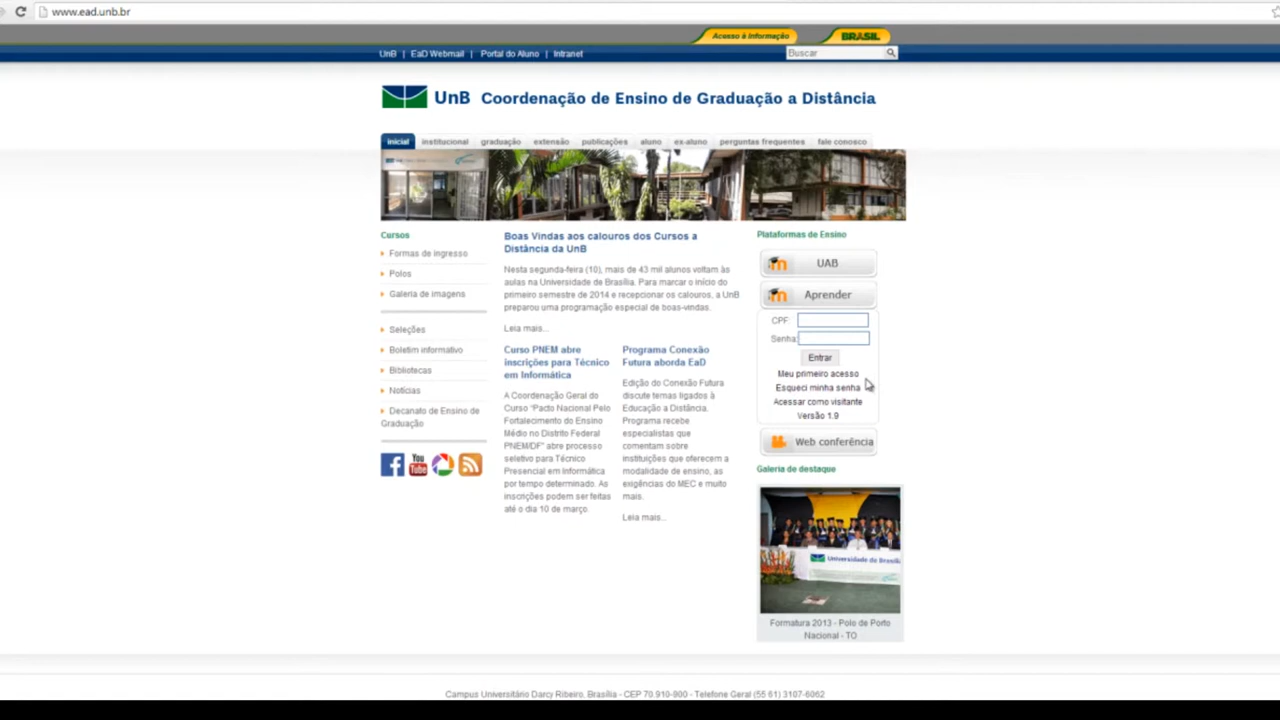 www.ead.unb.br
Acesso à Informação
BRASIL
UnB | EaD Webmail | Portal do Aluno | Intranet
Buscar
UnB Coordenação de Ensino de Graduação a Distância
inicial institucional graduação extensão publicações aluno ex-aluno perguntas frequentes fale conosco
Cursos
Formas de ingresso
Polos
Galeria de imagens
Seleções
Boletim informativo
Bibliotecas
Notícias
Decanato de Ensino de
Graduação
You
Tube
Boas Vindas aos calouros dos Cursos a
Distância da UnB
Nesta segunda-feira (10), mais de 43 mil alunos voltam às
aulas na Universidade de Brasília. Para marcar o início do
primeiro semestre de 2014 e recepcionar os calouros, a UnB
preparou uma programação especial de boas-vindas.
Leia mais...
Curso PNEM abre
inscrições para Técnico
em Informática
A Coordenação Geral do
Curso "Pacto Nacional Pelo
Fortalecimento do Ensino
Médio no Distrito Federal
PNEM/DF" abre processo
seletivo para Técnico
Presencial em Informática
por tempo determinado. As
inscrições podem ser feitas
até o dia 10 de março.
Programa Conexão
Futura aborda EaD
Edição do Conexão Futura
discute temas ligados à
Educação a Distância.
Programa recebe
especialistas que
comentam sobre
instituições que oferecem a
modalidade de ensino, as
exigências do MEC e muito
mais.
Leia mais...
Plataformas de Ensino
UAB
Aprender
CPF:
Senha:
Entrar
Meu primeiro acesso
Esqueci minha senha
Acessar como visitante
Versão 1.9
Web conferência
Galeria de destaque
Universidade de Brasíli
Formatura 2013 - Polo de Porto
Nacional - TO
Campus Universitário Darcy Ribeiro, Brasília - CEP 70.910-900 - Telefone Geral (55 61) 3107-6062